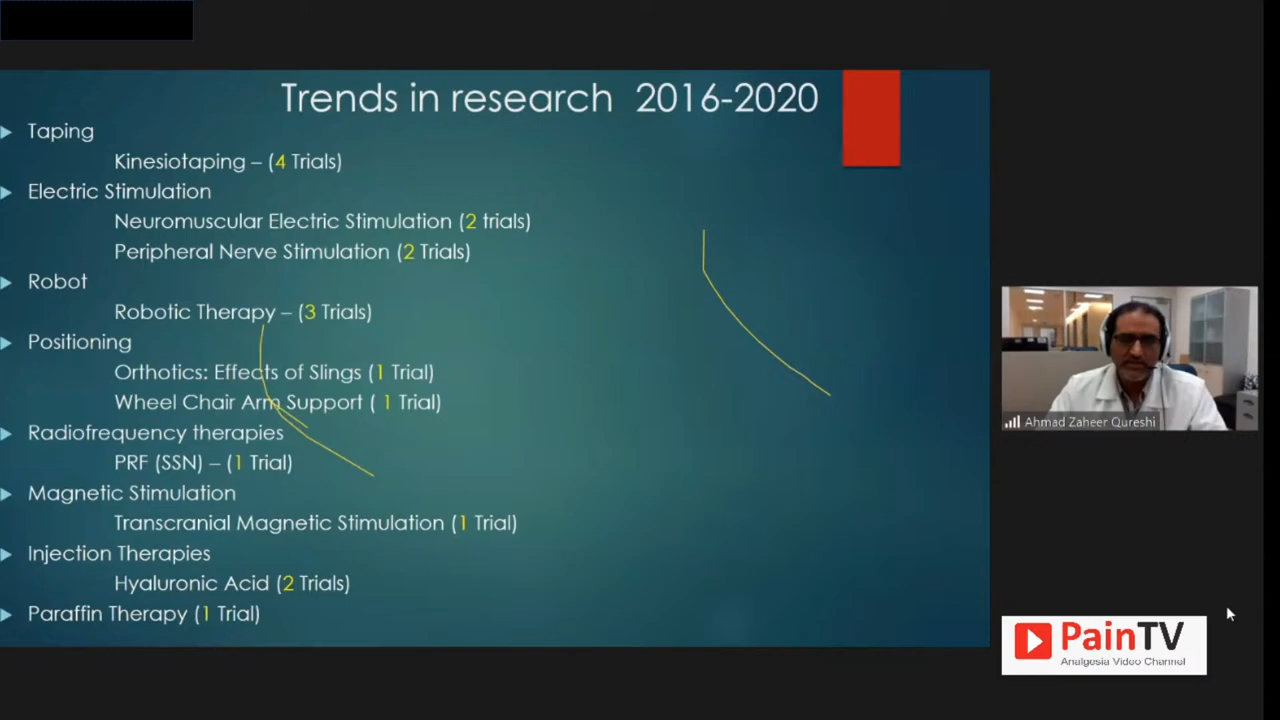 Trends in research 2016-2020
Taping
Kinesiotaping – (4 Trials)
Electric Stimulation
Neuromuscular Electric Stimulation (2 trials)
Peripheral Nerve Stimulation (2 Trials)
Robot
Robotic Therapy – (3 Trials)
Positioning
Orthotics: Effects of Slings (1 Trial)
Wheel Chair Arm Support ( 1 Trial)
Radiofrequency therapies
PRF (SSN) – (1 Trial)
Magnetic Stimulation
Transcranial Magnetic Stimulation (1 Trial)
Injection Therapies
Hyaluronic Acid (2 Trials)
Paraffin Therapy (1 Trial)
Ahmad Zaheer Qureshi
PainTV
Analgesia Video Channel